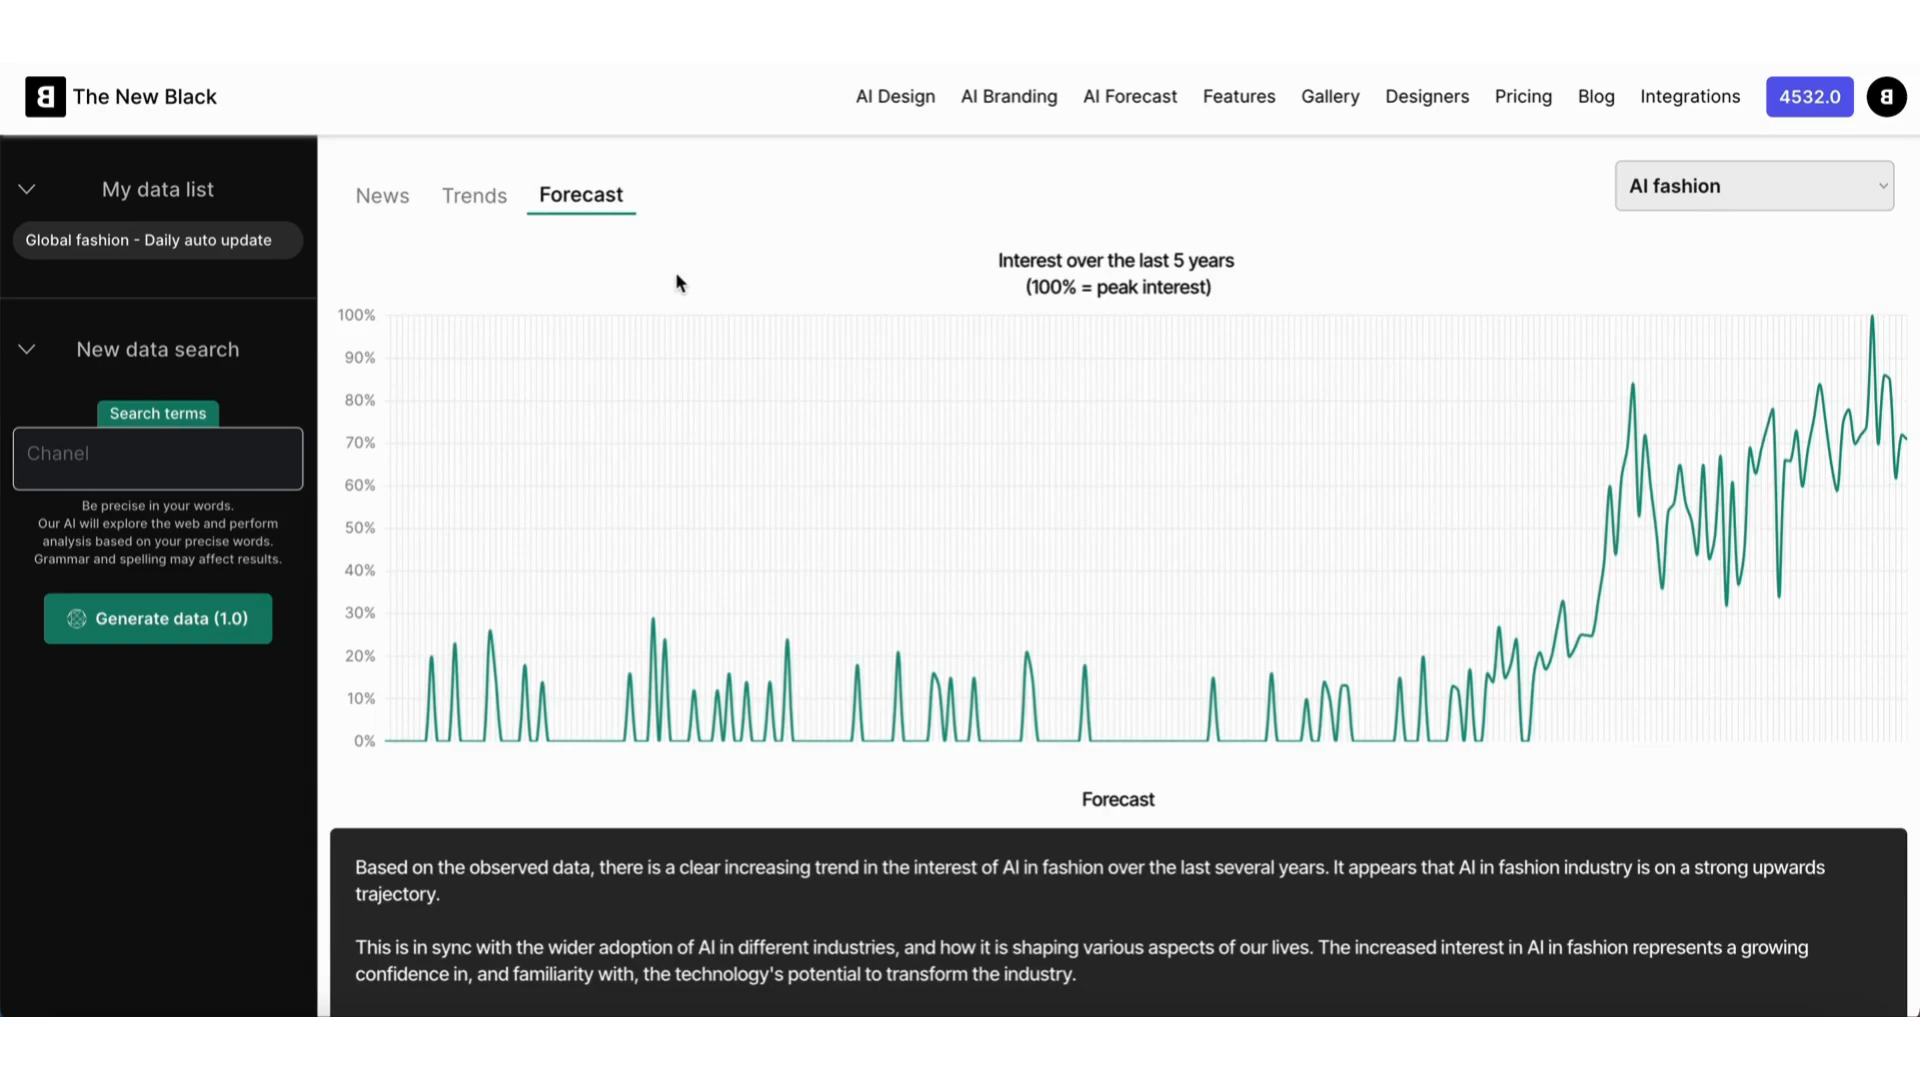 B The New Black
AI Design AI Branding AI Forecast Features Gallery Designers Pricing Blog Integrations 4532.0 B
My data list
Global fashion - Daily auto update
New data search
Search terms
Chanel
Be precise in your words.
Our AI will explore the web and perform
analysis based on your precise words.
Grammar and spelling may affect results.
Generate data (1.0)
News Trends Forecast
AI fashion
Interest over the last 5 years
(100% = peak interest)
100%
90%
80%
70%
60%
50%
40%
30%
20%
10%
0%
Forecast
Based on the observed data, there is a clear increasing trend in the interest of AI in fashion over the last several years. It appears that AI in fashion industry is on a strong upwards
trajectory.
This is in sync with the wider adoption of AI in different industries, and how it is shaping various aspects of our lives. The increased interest in AI in fashion represents a growing
confidence in, and familiarity with, the technology's potential to transform the industry.